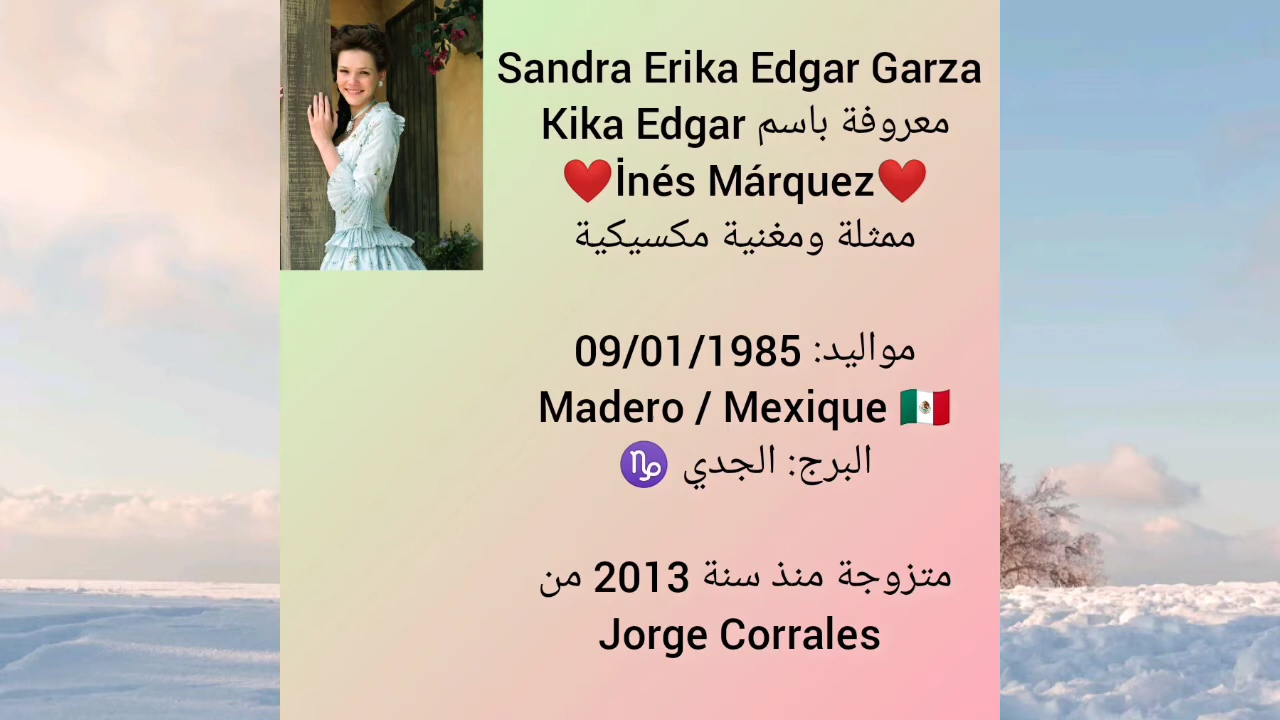 Sandra Erika Edgar Garza
معروفة باسم Kika Edgar
❤️İnés Márquez❤️
ممثلة ومغنية مكسيكية
مواليد: 09/01/1985
Madero / Mexique 🇲🇽
البرج: الجدي ♑
متزوجة منذ سنة 2013 من
Jorge Corrales